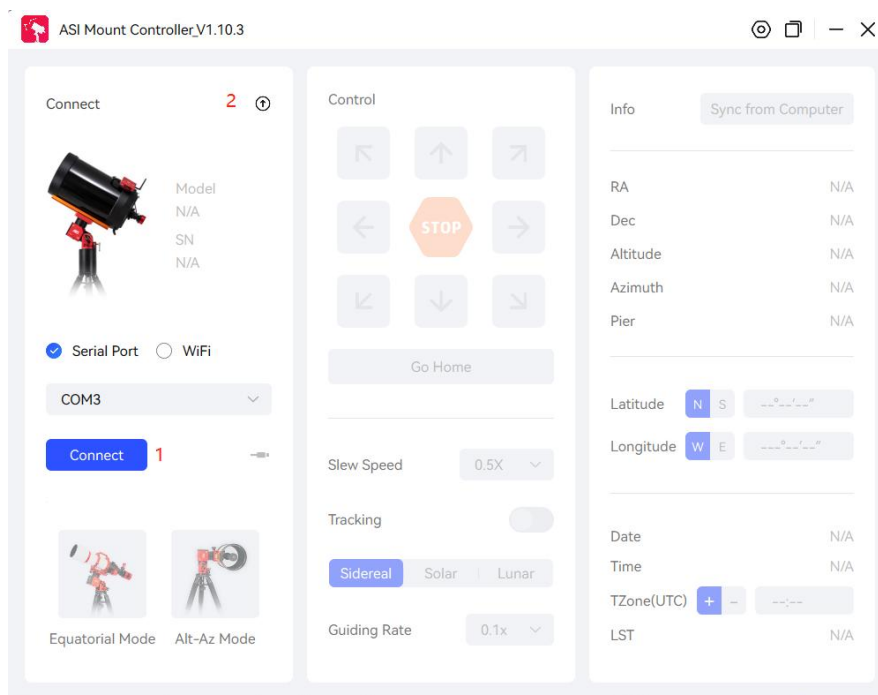 ASI Mount Controller_V1.10.3
Connect 2
Model
N/A
SN
N/A
Serial Port WiFi
COM3
Connect 1
Equatorial Mode Alt-Az Mode
Control
STOP
Go Home
Slew Speed 0.5X
Tracking
Sidereal Solar Lunar
Guiding Rate 0.1x
Info Sync from Computer
RA N/A
Dec N/A
Altitude N/A
Azimuth N/A
Pier N/A
Latitude N S --°--'--"
Longitude W E ---°--'--"
Date N/A
Time N/A
TZone(UTC) + - --:--
LST N/A